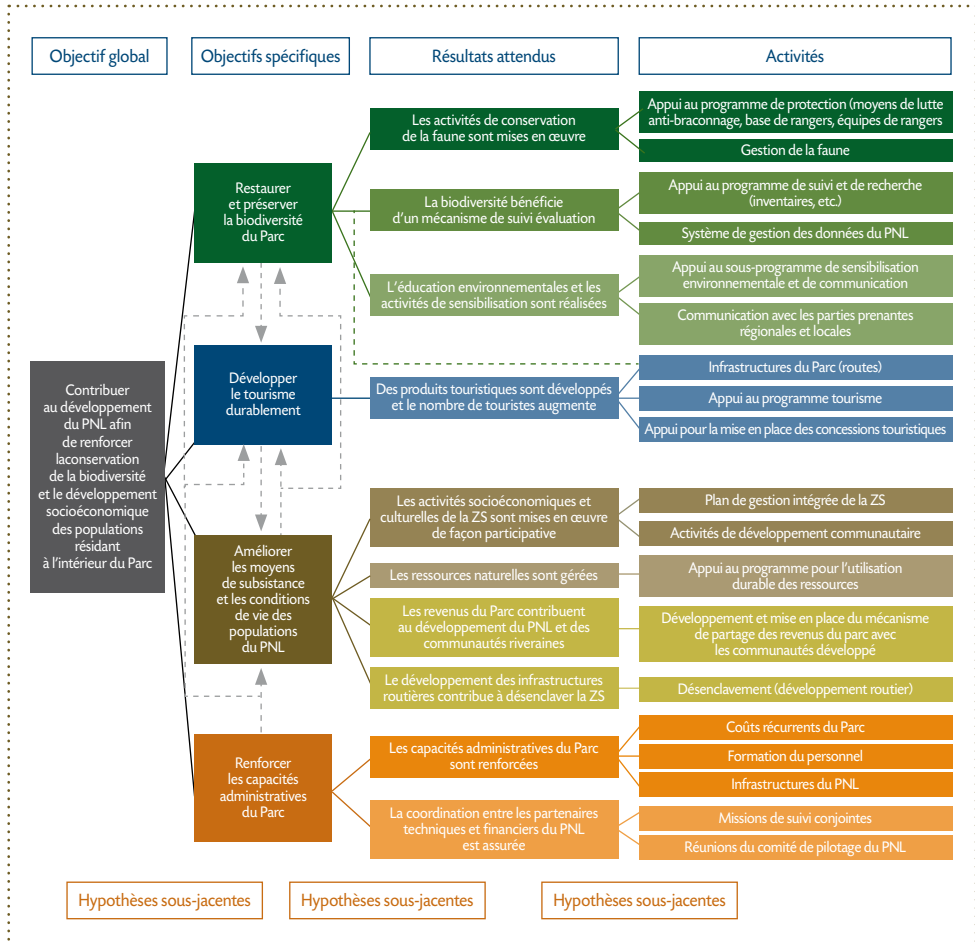 Objectif global
Objectifs spécifiques
Résultats attendus
Activités
Contribuer
au développement
du PNL afin
de renforcer
laconservation
de la biodiversité
et le développement
socioéconomique
des populations
résidant
à l'intérieur du Parc
Restaurer
et préserver
la biodiversité
du Parc
Les activités de conservation
de la faune sont mises en œuvre
Appui au programme de protection (moyens de lutte
anti-braconnage, base de rangers, équipes de rangers
Gestion de la faune
La biodiversité bénéficie
d'un mécanisme de suivi évaluation
Appui au programme de suivi et de recherche
(inventaires, etc.)
Système de gestion des données du PNL
L'éducation environnementales et les
activités de sensibilisation sont réalisées
Appui au sous-programme de sensibilisation
environnementale et de communication
Communication avec les parties prenantes
régionales et locales
Développer
le tourisme
durablement
Des produits touristiques sont développés
et le nombre de touristes augmente
Infrastructures du Parc (routes)
Appui au programme tourisme
Appui pour la mise en place des concessions touristiques
Améliorer
les moyens
de subsistance
et les conditions
de vie des
populations
du PNL
Les activités socioéconomiques et
culturelles de la ZS sont mises en œuvre
de façon participative
Plan de gestion intégrée de la ZS
Activités de développement communautaire
Les ressources naturelles sont gérées
Appui au programme pour l'utilisation
durable des ressources
Les revenus du Parc contribuent
au développement du PNL et des
communautés riveraines
Développement et mise en place du mécanisme
de partage des revenus du parc avec
les communautés développé
Le développement des infrastructures
routières contribue à désenclaver la ZS
Désenclavement (développement routier)
Renforcer
les capacités
administratives
du Parc
Les capacités administratives du Parc
sont renforcées
Coûts récurrents du Parc
Formation du personnel
Infrastructures du PNL
La coordination entre les partenaires
techniques et financiers du PNL
est assurée
Missions de suivi conjointes
Réunions du comité de pilotage du PNL
Hypothèses sous-jacentes
Hypothèses sous-jacentes
Hypothèses sous-jacentes